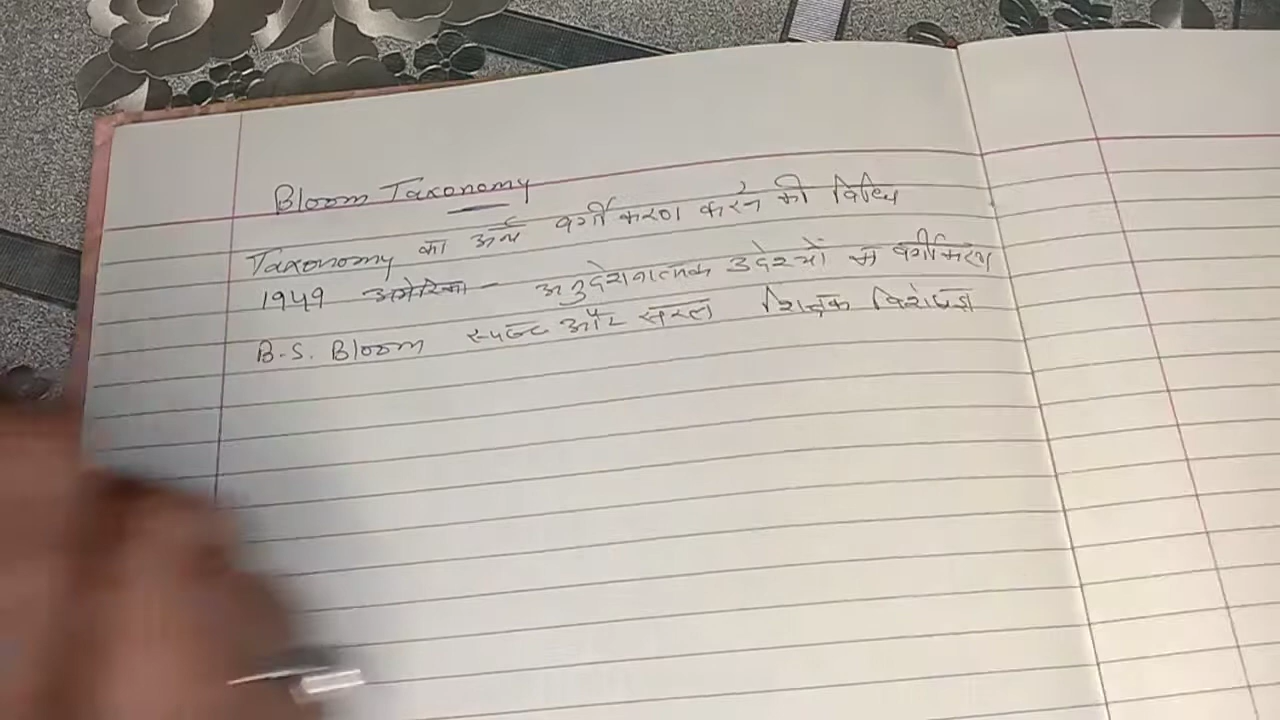 Bloom Taxonomy
Taxonomy का अर्थ वर्गीकरण करने की विधि
1949 अमेरिका - अनुदेशनात्मक उदेश्यों का वर्गीकरण
B.S. Bloom स्पष्ट और सरल शिक्षक विशेषज्ञ